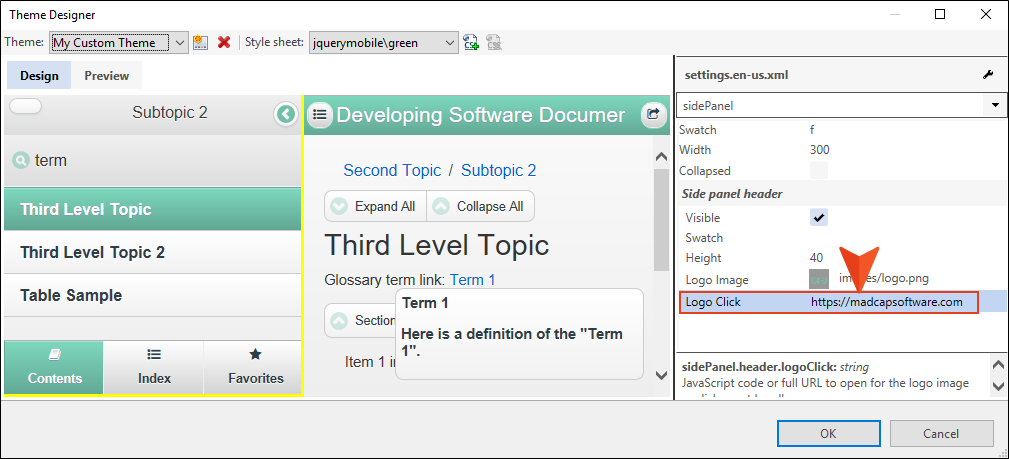 Theme Designer
Theme: My Custom Theme Style sheet: jquerymobile\green
Design Preview
settings.en-us.xml
sidePanel
Subtopic 2
term
Third Level Topic
Third Level Topic 2
Table Sample
Contents Index Favorites
Developing Software Documer
Second Topic / Subtopic 2
Expand All Collapse All
Third Level Topic
Glossary term link: Term 1
Section
Term 1
Here is a definition of the "Term
1".
Item 1 in
Swatch f
Width 300
Collapsed
Side panel header
Visible
Swatch
Height 40
Logo Image
Logo Click https://madcapsoftware.com
sidePanel.header.logoClick: string
JavaScript code or full URL to open for the logo image
OK Cancel